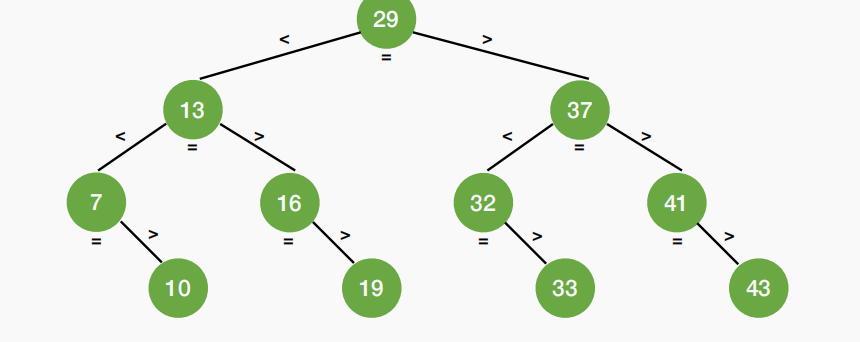 29
< >
=
13 37
< > < >
= =
7 16 32 41
> > > >
= = = =
10 19 33 43